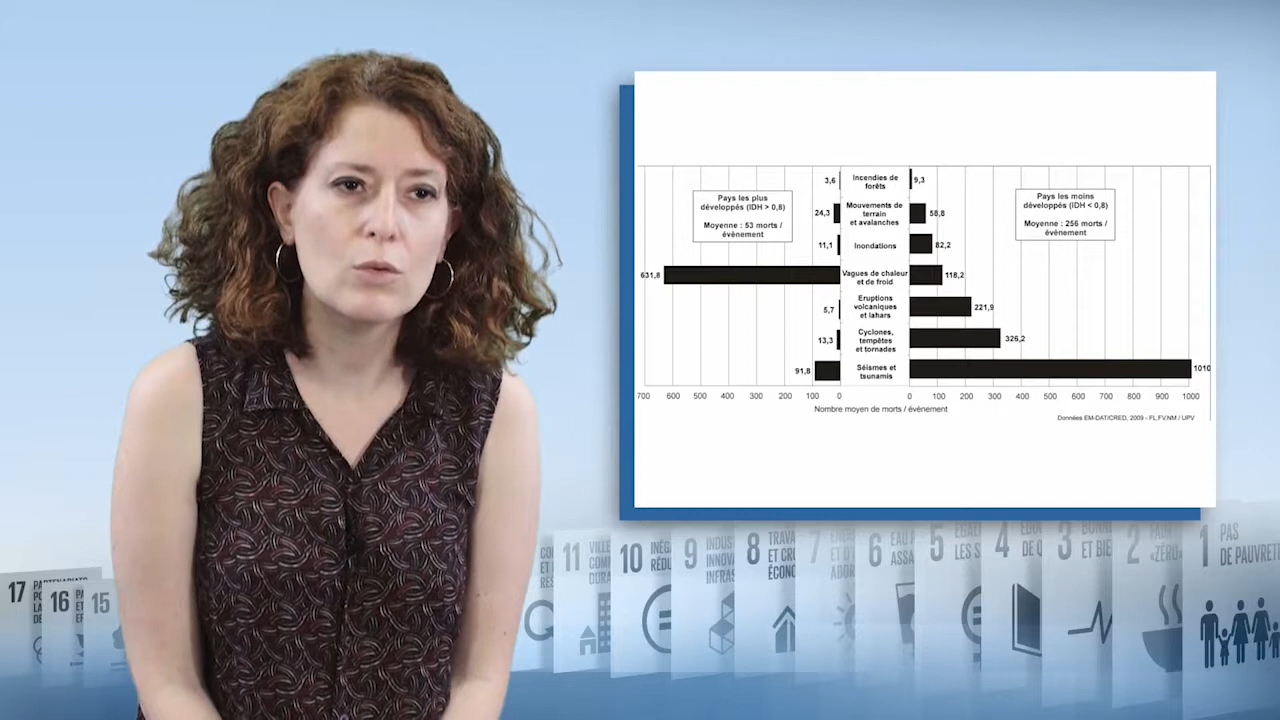 Incendies de
forêts
3,6
9,3
Pays les plus
développés (IDH > 0,8)
Moyenne : 53 morts /
évènement
Pays les moins
développés (IDH < 0,8)
Moyenne : 256 morts /
évènement
Mouvements de
terrain
et avalanches
24,3
58,8
11,1
Inondations
82,2
631,8
Vagues de chaleur
et de froid
118,2
Eruptions
volcaniques
et lahars
5,7
221,9
Cyclones,
tempêtes
et tornades
13,3
326,2
91,8
Séismes et
tsunamis
1010
700 600 500 400 300 200 100 0 0 100 200 300 400 500 600 700 800 900 1000
Nombre moyen de morts / évènement
Données EM-DAT/CRED, 2009 - FL,FV,NM / UPV
17
16
15
11
10
9
8
7
6
5
4
3
2
«ZÉRO»
1 PAS
DE PAUVRET